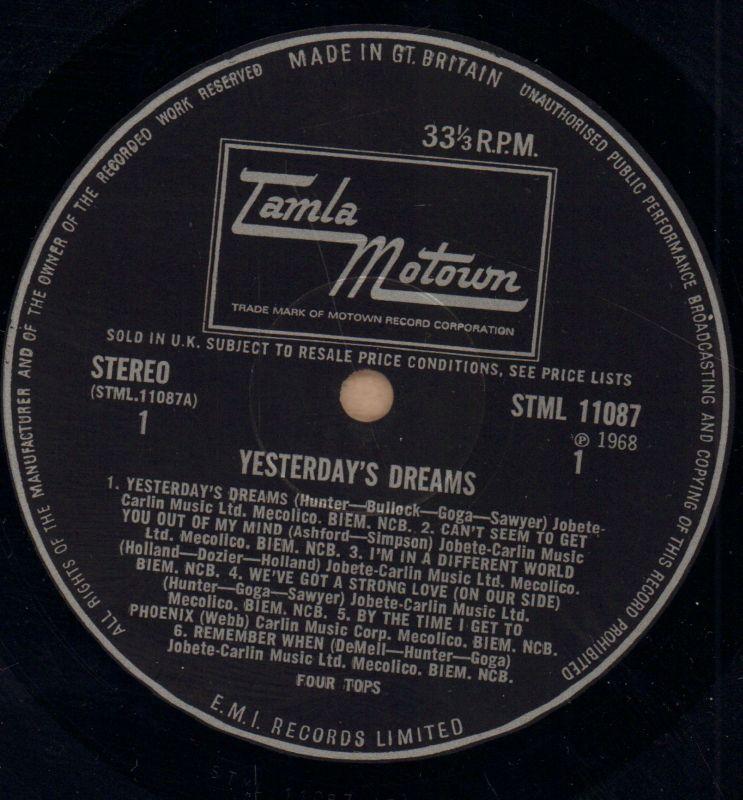 MADE IN GT. BRITAIN
UNAUTHORISED PUBLIC PERFORMANCE BROADCASTING AND COPYING OF THIS RECORD PROHIBITED
ALL RIGHTS OF THE MANUFACTURER AND OF THE OWNER OF THE RECORDED WORK RESERVED
33⅓ R.P.M.
Tamla
Motown
TRADE MARK OF MOTOWN RECORD CORPORATION
SOLD IN U.K. SUBJECT TO RESALE PRICE CONDITIONS, SEE PRICE LISTS
STEREO
(STML.11087A)
1
STML 11087
℗ 1968
1
YESTERDAY'S DREAMS
1. YESTERDAY'S DREAMS (Hunter—Bullock—Goga—Sawyer) Jobete-
Carlin Music Ltd. Mecolico. BIEM. NCB. 2. CAN'T SEEM TO GET
YOU OUT OF MY MIND (Ashford—Simpson) Jobete-Carlin Music
Ltd. Mecolico. BIEM. NCB. 3. I'M IN A DIFFERENT WORLD
(Holland—Dozier—Holland) Jobete-Carlin Music Ltd. Mecolico.
BIEM. NCB. 4. WE'VE GOT A STRONG LOVE (ON OUR SIDE)
(Hunter—Goga—Sawyer) Jobete-Carlin Music Ltd.
Mecolico. BIEM. NCB. 5. BY THE TIME I GET TO
PHOENIX (Webb) Carlin Music Corp. Mecolico. BIEM. NCB.
6. REMEMBER WHEN (DeMell—Hunter—Goga)
Jobete-Carlin Music Ltd. Mecolico. BIEM. NCB.
FOUR TOPS
E.M.I. RECORDS LIMITED